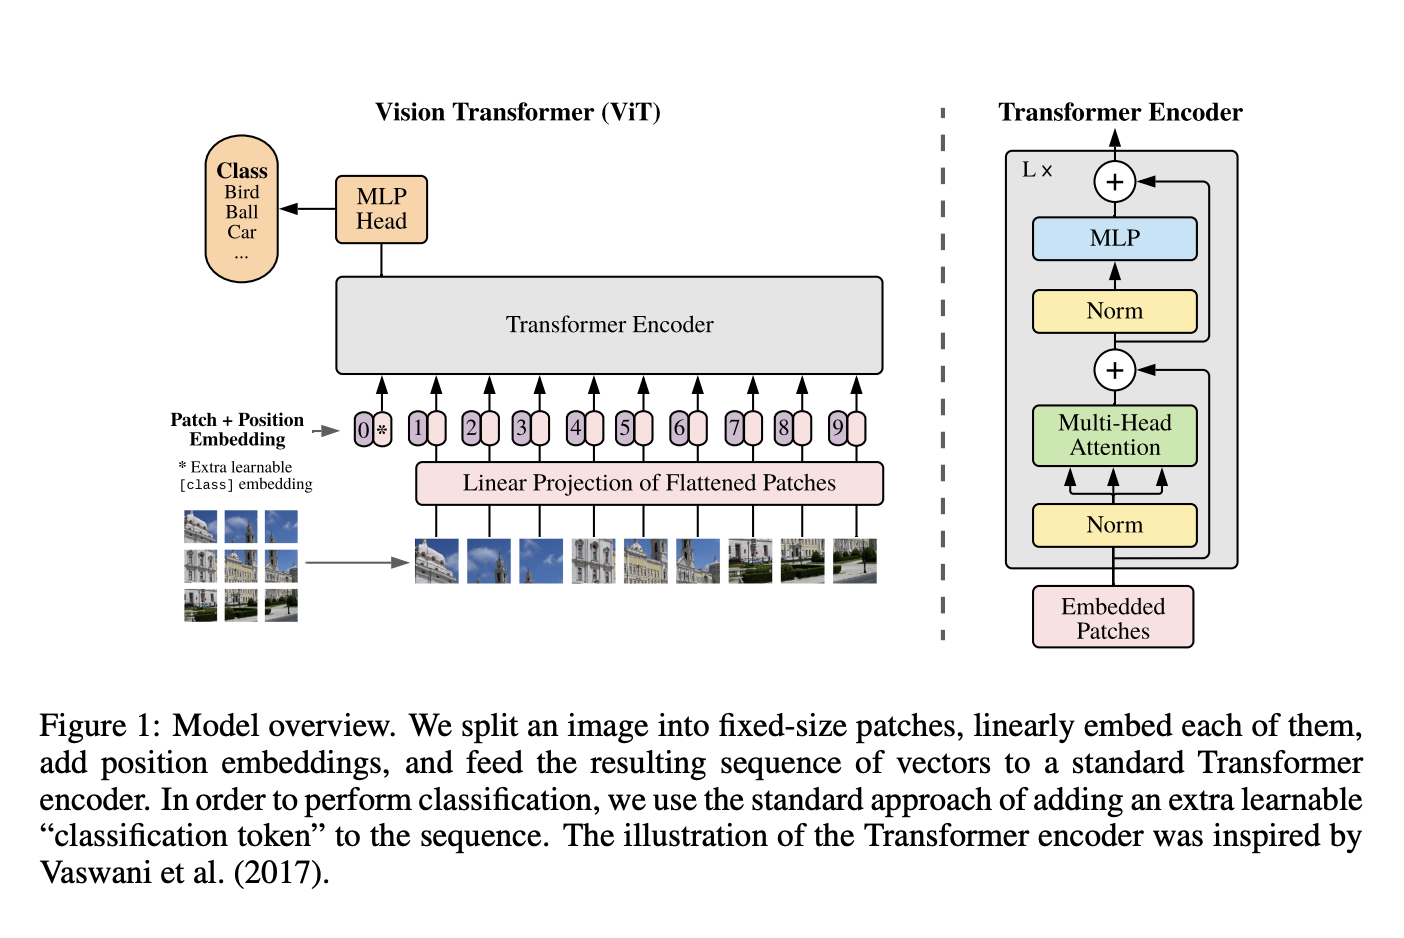 Vision Transformer (ViT)
Class
Bird
Ball
Car
...
MLP
Head
Transformer Encoder
Patch + Position
Embedding
0 * 1 2 3 4 5 6 7 8 9
* Extra learnable
[class] embedding
Linear Projection of Flattened Patches
Transformer Encoder
L ×
+
MLP
Norm
+
Multi-Head
Attention
Norm
Embedded
Patches
Figure 1: Model overview. We split an image into fixed-size patches, linearly embed each of them,
add position embeddings, and feed the resulting sequence of vectors to a standard Transformer
encoder. In order to perform classification, we use the standard approach of adding an extra learnable
“classification token” to the sequence. The illustration of the Transformer encoder was inspired by
Vaswani et al. (2017).